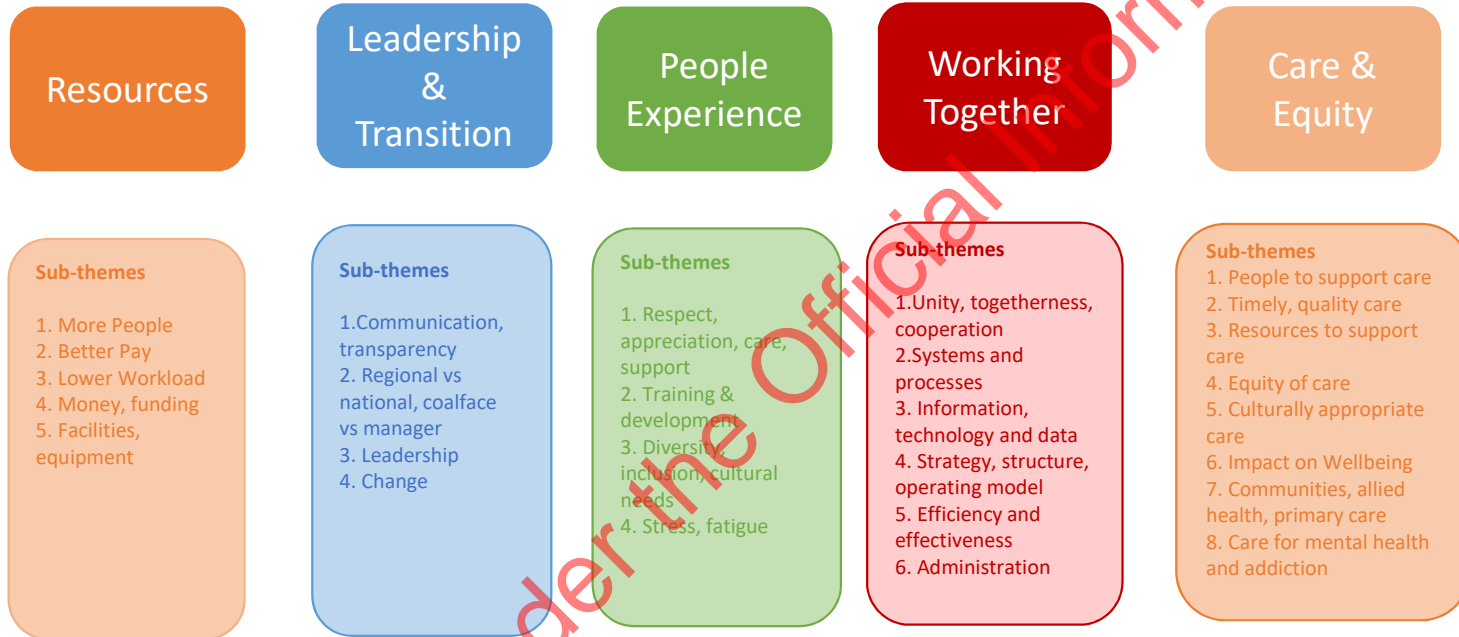 Resources
Leadership
&
Transition
People
Experience
Working
Together
Care &
Equity
Sub-themes
1. More People
2. Better Pay
3. Lower Workload
4. Money, funding
5. Facilities,
equipment
Sub-themes
1.Communication,
transparency
2. Regional vs
national, coalface
vs manager
3. Leadership
4. Change
Sub-themes
1. Respect,
appreciation, care,
support
2. Training &
development
3. Diversity,
inclusion, cultural
needs
4. Stress, fatigue
Sub-themes
1.Unity, togetherness,
cooperation
2.Systems and
processes
3. Information,
technology and data
4. Strategy, structure,
operating model
5. Efficiency and
effectiveness
6. Administration
Sub-themes
1. People to support care
2. Timely, quality care
3. Resources to support
care
4. Equity of care
5. Culturally appropriate
care
6. Impact on Wellbeing
7. Communities, allied
health, primary care
8. Care for mental health
and addiction
der the Official Inform